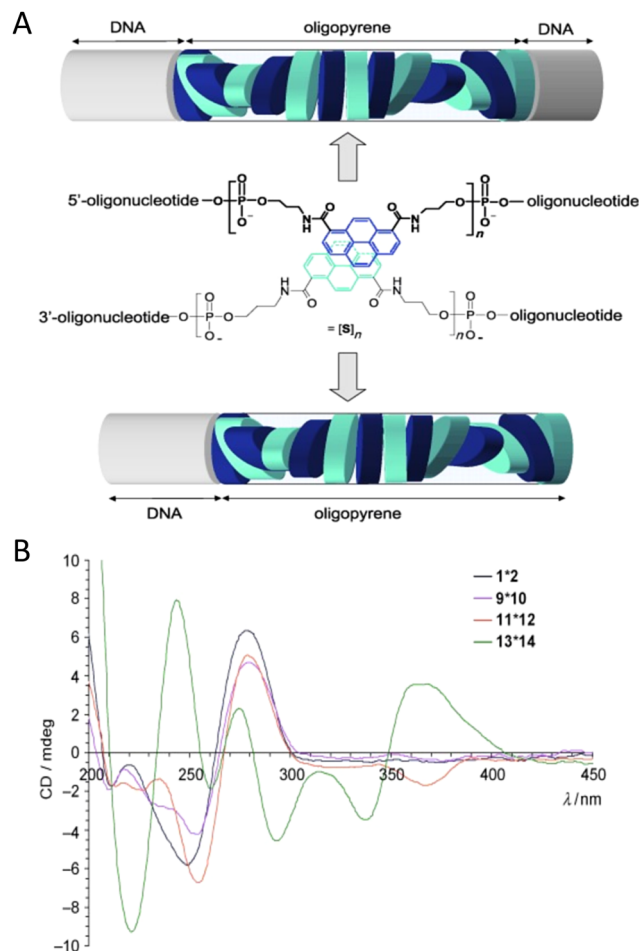 A
DNA oligopyrene DNA
5'-oligonucleotide O P O O- O N H O O N H O P O O- n oligonucleotide
3'-oligonucleotide O P O O- O H N O O H N O P O O- n oligonucleotide
= [S]n
DNA oligopyrene
B
10
8
6
4
2
0
−2
−4
−6
−8
−10
CD / mdeg
200 250 300 350 400 450
λ/nm
1*2
9*10
11*12
13*14